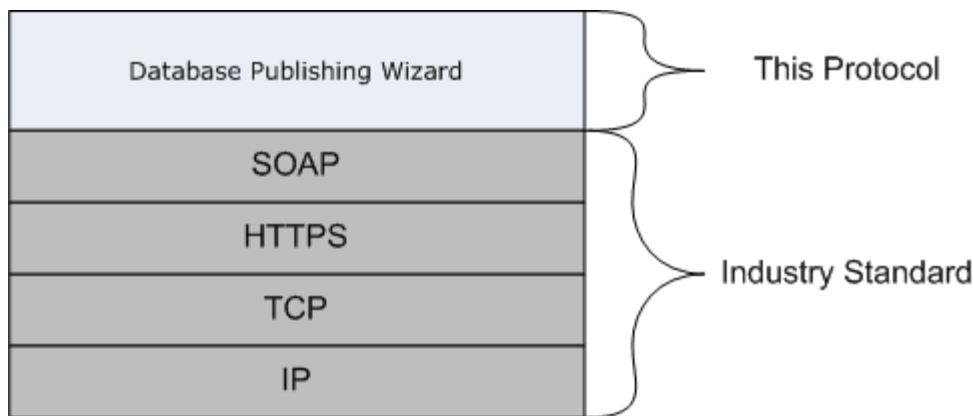 Database Publishing Wizard
This Protocol
SOAP
HTTPS
TCP
IP
Industry Standard